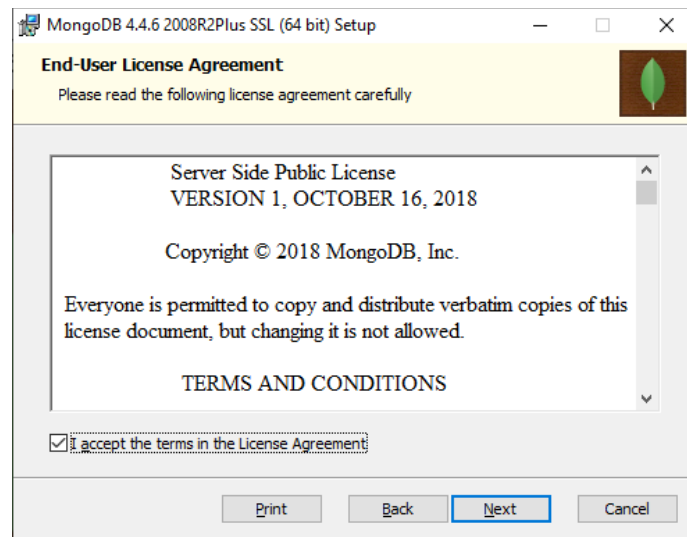 MongoDB 4.4.6 2008R2Plus SSL (64 bit) Setup
End-User License Agreement
Please read the following license agreement carefully
Server Side Public License
VERSION 1, OCTOBER 16, 2018
Copyright © 2018 MongoDB, Inc.
Everyone is permitted to copy and distribute verbatim copies of this
license document, but changing it is not allowed.
TERMS AND CONDITIONS
I accept the terms in the License Agreement
Print Back Next Cancel